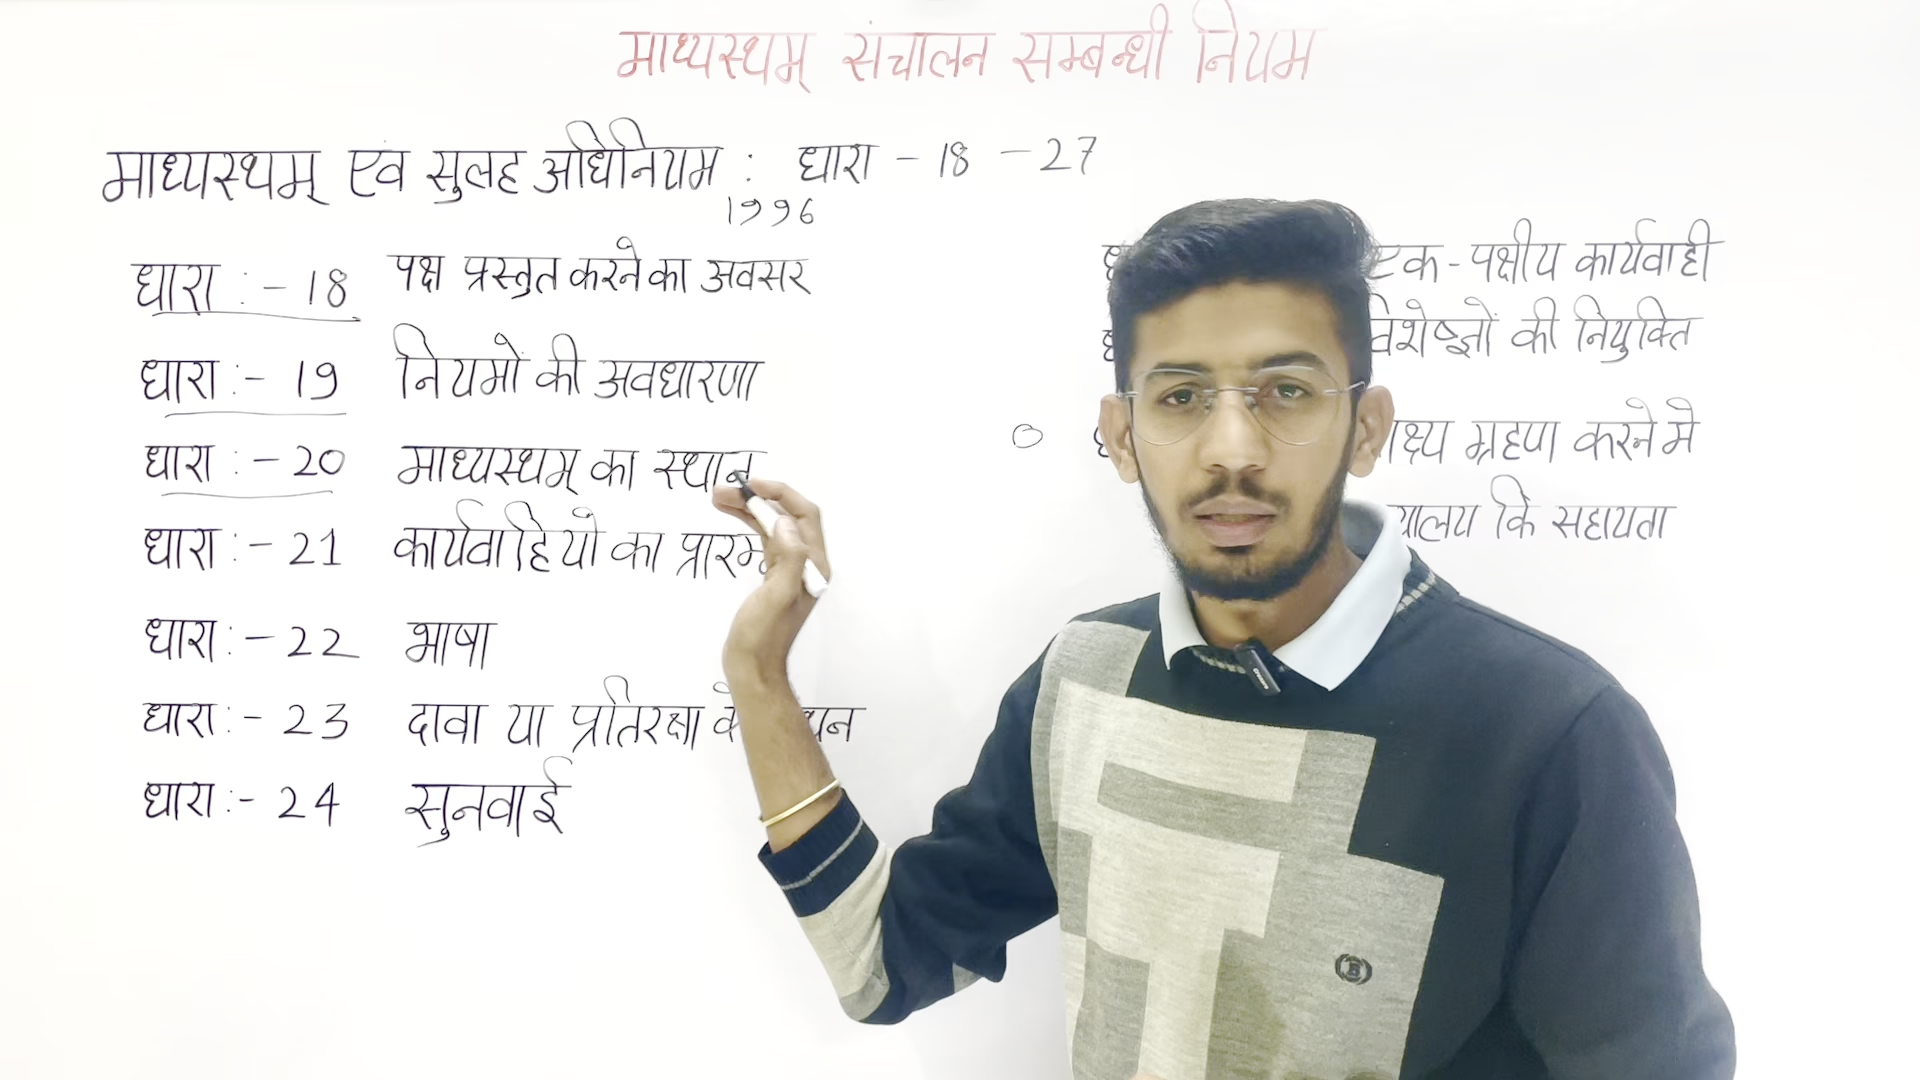 माध्यस्थम् संचालन सम्बन्धी नियम
माध्यस्थम् एवं सुलह अधिनियम : धारा - 18 - 27
1996
धारा :- 18 पक्ष प्रस्तुत करने का अवसर
धारा :- 19 नियमों की अवधारणा
धारा :- 20 माध्यस्थम् का स्थान
धारा :- 21 कार्यवाहियों का
धारा :- 22 भाषा
धारा :- 23 दावा या प्रतिरक्षा
धारा :- 24 सुनवाई
एक-पक्षीय कार्यवाही
की नियुक्ति
ग्रहण करने में
कि सहायता